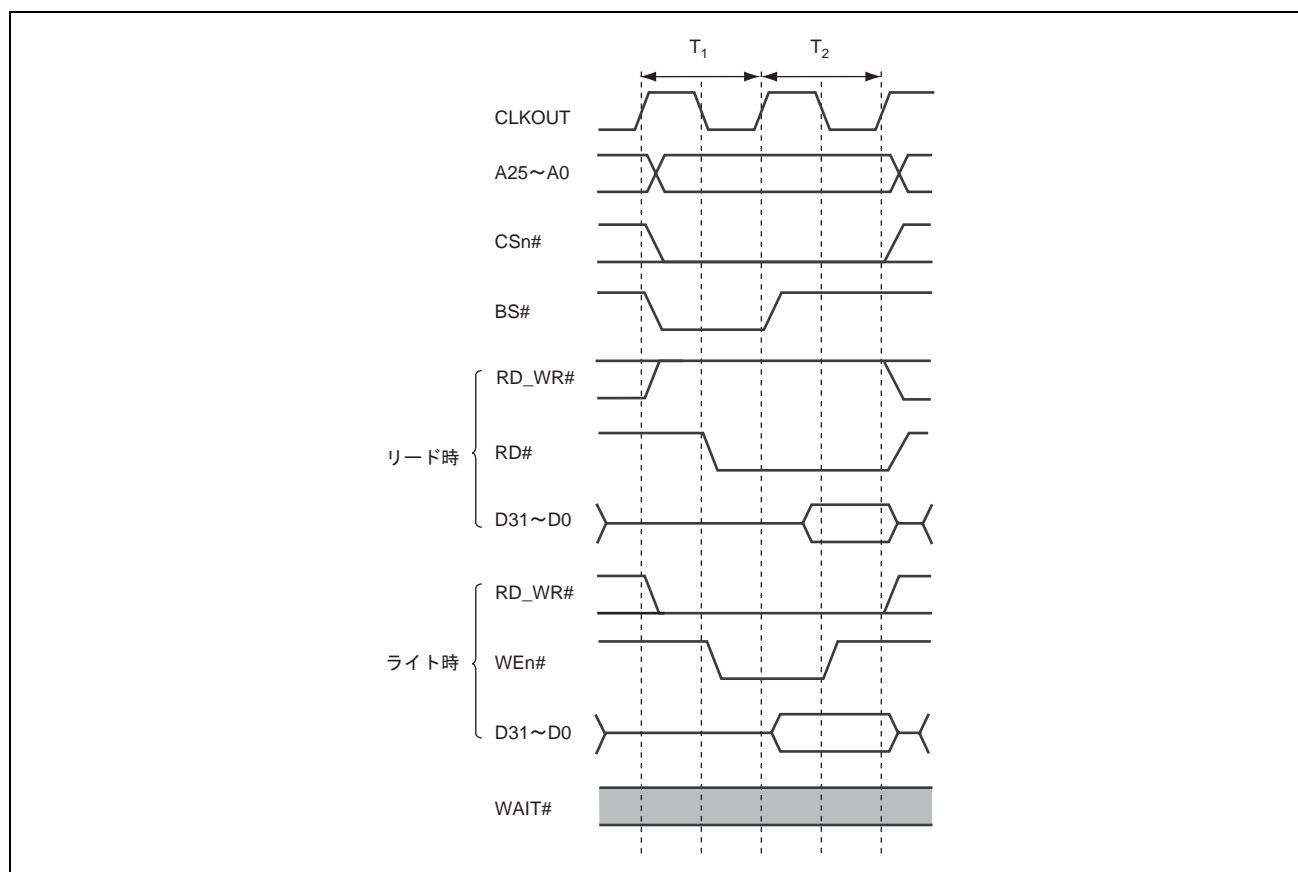 T1 T2
CLKOUT
A25～A0
CSn#
BS#
RD_WR#
リード時 RD#
D31～D0
RD_WR#
ライト時 WEn#
D31～D0
WAIT#